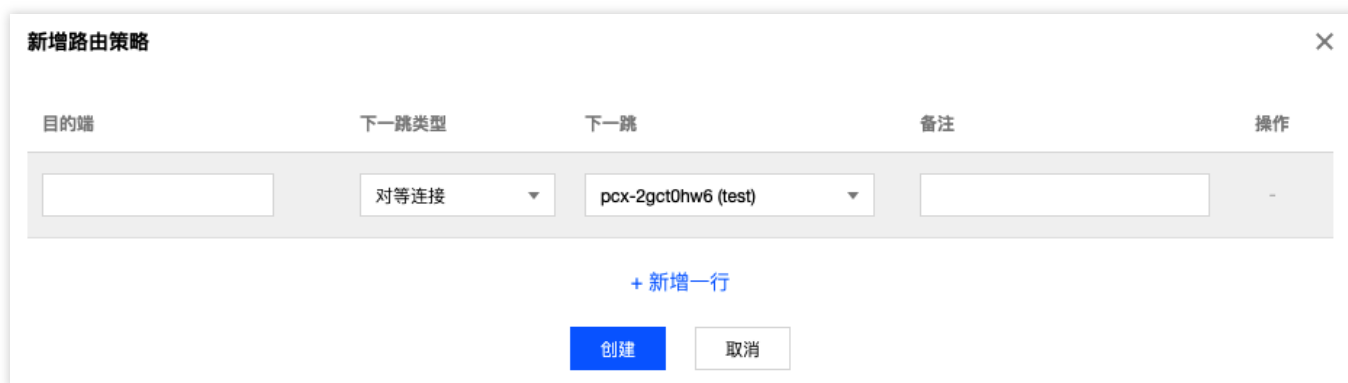 新增路由策略
目的端 下一跳类型 下一跳 备注 操作
对等连接 pcx-2gct0hw6 (test) -
+ 新增一行
创建 取消